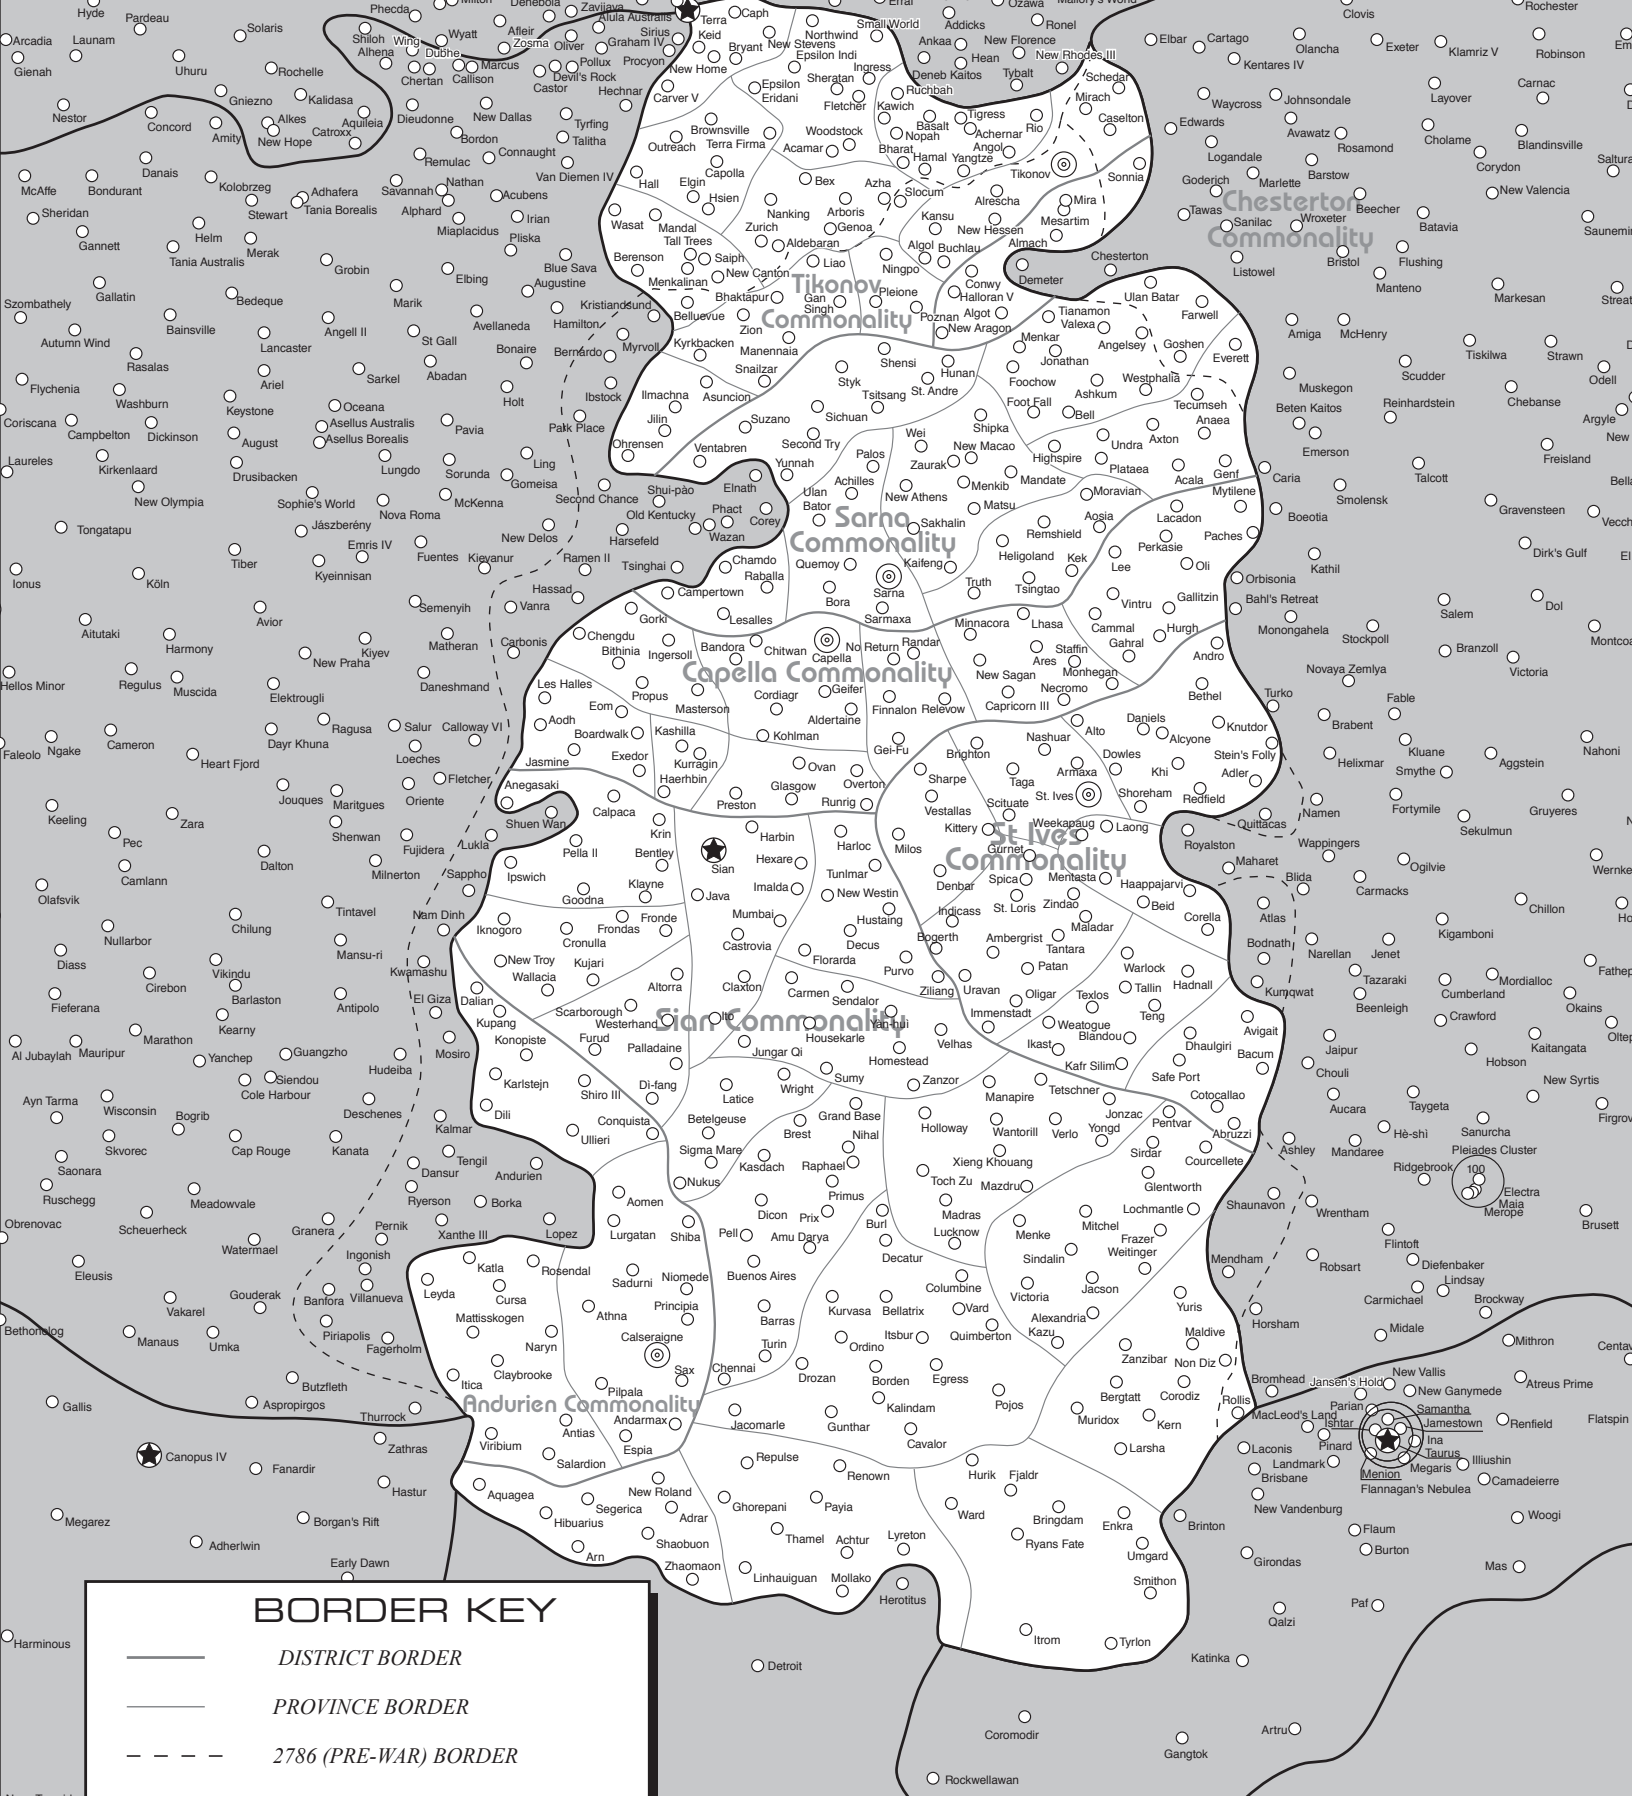 Hyde
Pardeau
Solaris
Arcadia
Launam
Gienah
Uhuru
Rochelle
Nestor
Concord
Gniezno
Kalidasa
Alkes
Amity
New Hope
Catroxx
Aquileia
Phecda
Denebola
Zavijava
Alula Australis
Sirius
Shiloh
Afleir
Wyatt
Alhena
Wing
Dubhe
Zosma
Oliver
Graham IV
Procyon
Marcus
Pollux
Chertan
Callison
Devil's Rock
Castor
Hechnar
Dieudonne
New Dallas
Tyrfing
Bordon
Talitha
Remulac
Connaught
Van Diemen IV
Terra
Caph
Keid
Northwind
Small World
Bryant
New Stevens
Epsilon Indi
New Home
Ingress
Sheratan
Ruchbah
Carver V
Epsilon Eridani
Fletcher
Kawich
Addicks
Ozawa
Ronel
Mallory's World
Ankaa
New Florence
Hean
New Rhodes III
Deneb Kaitos
Tybalt
Schedar
Mirach
Tigress
Basalt
Rio
Caselton
Achernar
Nopah
Angol
Brownsville
Woodstock
Terra Firma
Outreach
Acamar
Bharat
Hamal
Yangtze
Tikonov
Sonnia
Capolla
Hall
Elgin
Bex
Azha
Slocum
Hsien
Alrescha
Mira
Nanking
Arboris
Kansu
Mesartim
Wasat
Mandal
Zurich
Genoa
New Hessen
Tall Trees
Aldebaran
Algol
Buchlau
Almach
Berenson
Saiph
Liao
Ningpo
Demeter
Chesterton
Menkalinan
New Canton
Conwy
Halloran V
Ulan Batar
Tikonov
Commonality
Kristiandsund
Bhaktapur
Gan Singh
Pleione
Algot
Tianamon
Farwell
Belluevue
Zion
Poznan
New Aragon
Valexa
Angelsey
Goshen
Everett
Myrvoll
Kyrkbacken
Manennaia
Shensi
Hunan
Menkar
Jonathan
Snailzar
Styk
St. Andre
Foochow
Ashkum
Westphalia
Ilmachna
Asuncion
Tsitsang
Foot Fall
Bell
Tecumseh
Jilin
Suzano
Sichuan
Shipka
Anaea
Ohrensen
Ventabren
Second Try
Wei
New Macao
Highspire
Undra
Axton
Yunnah
Palos
Zaurak
Plataea
Genf
Elnath
Ulan Bator
Achilles
New Athens
Menkib
Mandate
Moravian
Acala
Mytilene
Matsu
Sarna
Commonality
Sakhalin
Remshield
Aosia
Lacadon
Paches
Quemoy
Kaifeng
Heligoland
Kek
Lee
Perkasie
Oli
Sarna
Bora
Truth
Tsingtao
Vintru
Gallitzin
Sarmaxa
Minnacora
Lhasa
Cammal
Hurgh
Gahral
Andro
McAffe
Bondurant
Danais
Kolobrzeg
Adhafera
Savannah
Nathan
Acubens
Sheridan
Stewart
Tania Borealis
Alphard
Miaplacidus
Irian
Gannett
Helm
Merak
Pliska
Tania Australis
Grobin
Elbing
Blue Sava
Augustine
Szombathely
Gallatin
Bedeque
Marik
Avellaneda
Hamilton
Autumn Wind
Bainsville
Lancaster
Angell II
St Gall
Bonaire
Bernardo
Rasalas
Flychenia
Washburn
Ariel
Sarkel
Abadan
Holt
Ibstock
Coriscana
Keystone
Oceana
Asellus Australis
Asellus Borealis
Pavia
Park Place
Campbelton
Dickinson
August
Laureles
Kirkenlaard
Drusibacken
Lungdo
Sorunda
Ling
Gomeisa
New Olympia
Sophie's World
Nova Roma
McKenna
Second Chance
Shui-pào
Old Kentucky
Phact
Corey
Wazan
Tongatapu
Jászberény
Emris IV
New Delos
Harsefeld
Tiber
Kyeinnisan
Fuentes
Kievanur
Ramen II
Tsinghai
Chamdo
Raballa
Ionus
Köln
Hassad
Campertown
Semenyih
Vanra
Gorki
Lesalles
Aitutaki
Avior
Harmony
Kiyev
Matheran
Carbonis
Chengdu
Bithinia
Ingersoll
Bandora
Chitwan
Capella
No Return
Randar
New Praha
Hellos Minor
Regulus
Muscida
Elektrougli
Daneshmand
Les Halles
Propus
Capella Commonality
Masterson
Cordiagr
Geifer
Finnalon
Relevow
New Sagan
Ares
Staffin
Monhegan
Necromo
Capricorn III
Bethel
Aldertaine
Ngake
Cameron
Ragusa
Salur
Calloway VI
Aodh
Eom
Boardwalk
Kashilla
Kohlman
Gei-Fu
Brighton
Nashuar
Alto
Daniels
Alcyone
Knutdor
Faleolo
Heart Fjord
Dayr Khuna
Loeches
Jasmine
Exedor
Kurragin
Ovan
Overton
Sharpe
Taga
Armaxa
Dowles
Khi
Stein's Folly
Adler
Fletcher
Anegasaki
Haerhbin
Preston
Glasgow
Runrig
Vestallas
Scituate
St. Ives
Shoreham
Redfield
Jouques
Maritgues
Oriente
Keeling
Zara
Shuen Wan
Calpaca
Krin
Harbin
Harloc
Milos
Kittery
Weekapaug
Laong
Quittacas
Pec
Shenwan
Fujidera
Lukla
Pella II
Bentley
Sian
Hexare
Tunlmar
St Ives
Commonality
Gurnet
Royalston
Camlann
Dalton
Milnerton
Sappho
Ipswich
Klayne
Java
Imalda
New Westin
Denbar
Spica
Mentasta
Haappajarvi
Maharet
Olafsvik
Goodna
Tintavel
Nam Dinh
Iknogoro
Fronde
Frondas
Mumbai
Hustaing
Indicass
St. Loris
Zindao
Beid
Corella
Nullarbor
Chilung
Mansu-ri
Cronulla
Castrovia
Decus
Bogerth
Ambergrist
Maladar
Tantara
Atlas
Diass
Vikindu
Kwamashu
New Troy
Wallacia
Kujari
Florarda
Purvo
Patan
Warlock
Hadnall
Bodnath
Cirebon
Barlaston
Antipolo
El Giza
Dalian
Altorra
Claxton
Carmen
Sendalor
Ziliang
Uravan
Oligar
Texlos
Tallin
Kumqwat
Fieferana
Kearny
Kupang
Scarborough
Westerhand
Sian Commonality
Ito
Yàn-huì
Immenstadt
Weatogue
Teng
Avigait
Al Jubaylah
Mauripur
Marathon
Yanchep
Guangzho
Hudeiba
Mosiro
Konopiste
Furud
Palladaine
Jungar Qi
Housekarle
Homestead
Velhas
Ikast
Blandou
Dhaulgiri
Bacum
Siendou
Cole Harbour
Karlstejn
Shiro III
Di-fang
Latice
Wright
Sumy
Zanzor
Manapire
Tetschner
Kafr Silim
Safe Port
Cotocallao
Ayn Tarma
Wisconsin
Bogrib
Deschenes
Kalmar
Dili
Ullieri
Conquista
Betelgeuse
Brest
Grand Base
Nihal
Holloway
Wantorill
Verlo
Jonzac
Yongd
Pentvar
Abruzzi
Skvorec
Cap Rouge
Kanata
Tengil
Dansur
Andurien
Sigma Mare
Kasdach
Raphael
Xieng Khouang
Sirdar
Courcellete
Saonara
Ruschegg
Meadowvale
Ryerson
Borka
Aomen
Nukus
Primus
Toch Zu
Mazdru
Glentworth
Obrenovac
Scheuerheck
Granera
Pernik
Xanthe III
Lopez
Lurgatan
Shiba
Dicon
Prix
Pell
Amu Darya
Burl
Madras
Lucknow
Menke
Mitchel
Lochmantle
Frazer
Watermael
Ingonish
Katla
Rosendal
Sadurni
Niomede
Buenos Aires
Decatur
Sindalin
Weitinger
Eleusis
Gouderak
Banfora
Villanueva
Leyda
Cursa
Athna
Principia
Barras
Kurvasa
Bellatrix
Columbine
Vard
Victoria
Jacson
Yuris
Vakarel
Manaus
Umka
Piriapolis
Fagerholm
Mattisskogen
Naryn
Calseraigne
Turin
Ordino
Itsbur
Quimberton
Alexandria
Kazu
Maldive
Zanzibar
Non Diz
Butzfleth
Itica
Claybrooke
Pilpala
Sax
Chennai
Drozan
Borden
Egress
Bergtatt
Corodiz
Rollis
Gallis
Aspropirgos
Thurrock
Andurien Commonality
Antias
Andarmax
Jacomarle
Gunthar
Kalindam
Pojos
Muridox
Kern
Canopus IV
Zathras
Viribium
Espia
Salardion
Repulse
Cavalor
Larsha
Fanardir
Hastur
Aquagea
New Roland
Segerica
Renown
Hurik
Fjaldr
Megarez
Borgan's Rift
Hibuarius
Adrar
Ghorepani
Payia
Ward
Bringdam
Enkra
Adherlwin
Shaobuon
Thamel
Achtur
Lyreton
Ryans Fate
Umgard
Early Dawn
Arn
Zhaomaon
Linhauiguan
Mollako
Herotitus
Smithon
Harminous
Detroit
Itrom
Tyrlon
Coromodir
Rockwellawan
Gangtok
Artru
Katinka
Qalzi
Paf
Clovis
Rochester
Elbar
Cartago
Olancha
Exeter
Klamriz V
Robinson
Kentares IV
Waycross
Johnsondale
Layover
Carnac
Edwards
Avawatz
Rosamond
Cholame
Blandinsville
Logandale
Marlette
Barstow
Corydon
Goderich
New Valencia
Chesterton
Commonality
Tawas
Sanilac
Wroxeter
Beecher
Batavia
Listowel
Bristol
Flushing
Manteno
Markesan
Amiga
McHenry
Tiskilwa
Strawn
Muskegon
Scudder
Odell
Beten Kaitos
Reinhardstein
Chebanse
Argyle
Emerson
Freisland
Caria
Smolensk
Talcott
Boeotia
Gravensteen
Dirk's Gulf
Kathil
Orbisonia
Bahl's Retreat
Salem
Dol
Monongahela
Stockpoll
Branzoll
Victoria
Novaya Zemlya
Turko
Fable
Brabent
Kluane
Nahoni
Helixmar
Smythe
Aggstein
Namen
Fortymile
Sekulmun
Gruyeres
Wappingers
Blida
Ogilvie
Carmacks
Chillon
Kigamboni
Narellan
Jenet
Tazaraki
Mordialloc
Cumberland
Beenleigh
Okains
Crawford
Jaipur
Hobson
Kaitangata
Chouli
New Syrtis
Aucara
Taygeta
Hè-shì
Sanurcha
Ashley
Mandaree
Pleiades Cluster
Ridgebrook
100
Electra
Maia
Merope
Shaunavon
Wrentham
Brusett
Flintoft
Mendham
Robsart
Diefenbaker
Lindsay
Carmichael
Brockway
Horsham
Midale
Mithron
New Vallis
Bromhead
Jansen's Hold
New Ganymede
Atreus Prime
Parian
Samantha
MacLeod's Land
Ishtar
Jamestown
Renfield
Flatspin
Laconis
Pinard
Ina
Taurus
Landmark
Megaris
Illiushin
Brisbane
Menion
Camadeierre
Flannagan's Nebulea
New Vandenburg
Brinton
Flaum
Woogi
Burton
Girondas
Mas
BORDER KEY
DISTRICT BORDER
PROVINCE BORDER
2786 (PRE-WAR) BORDER